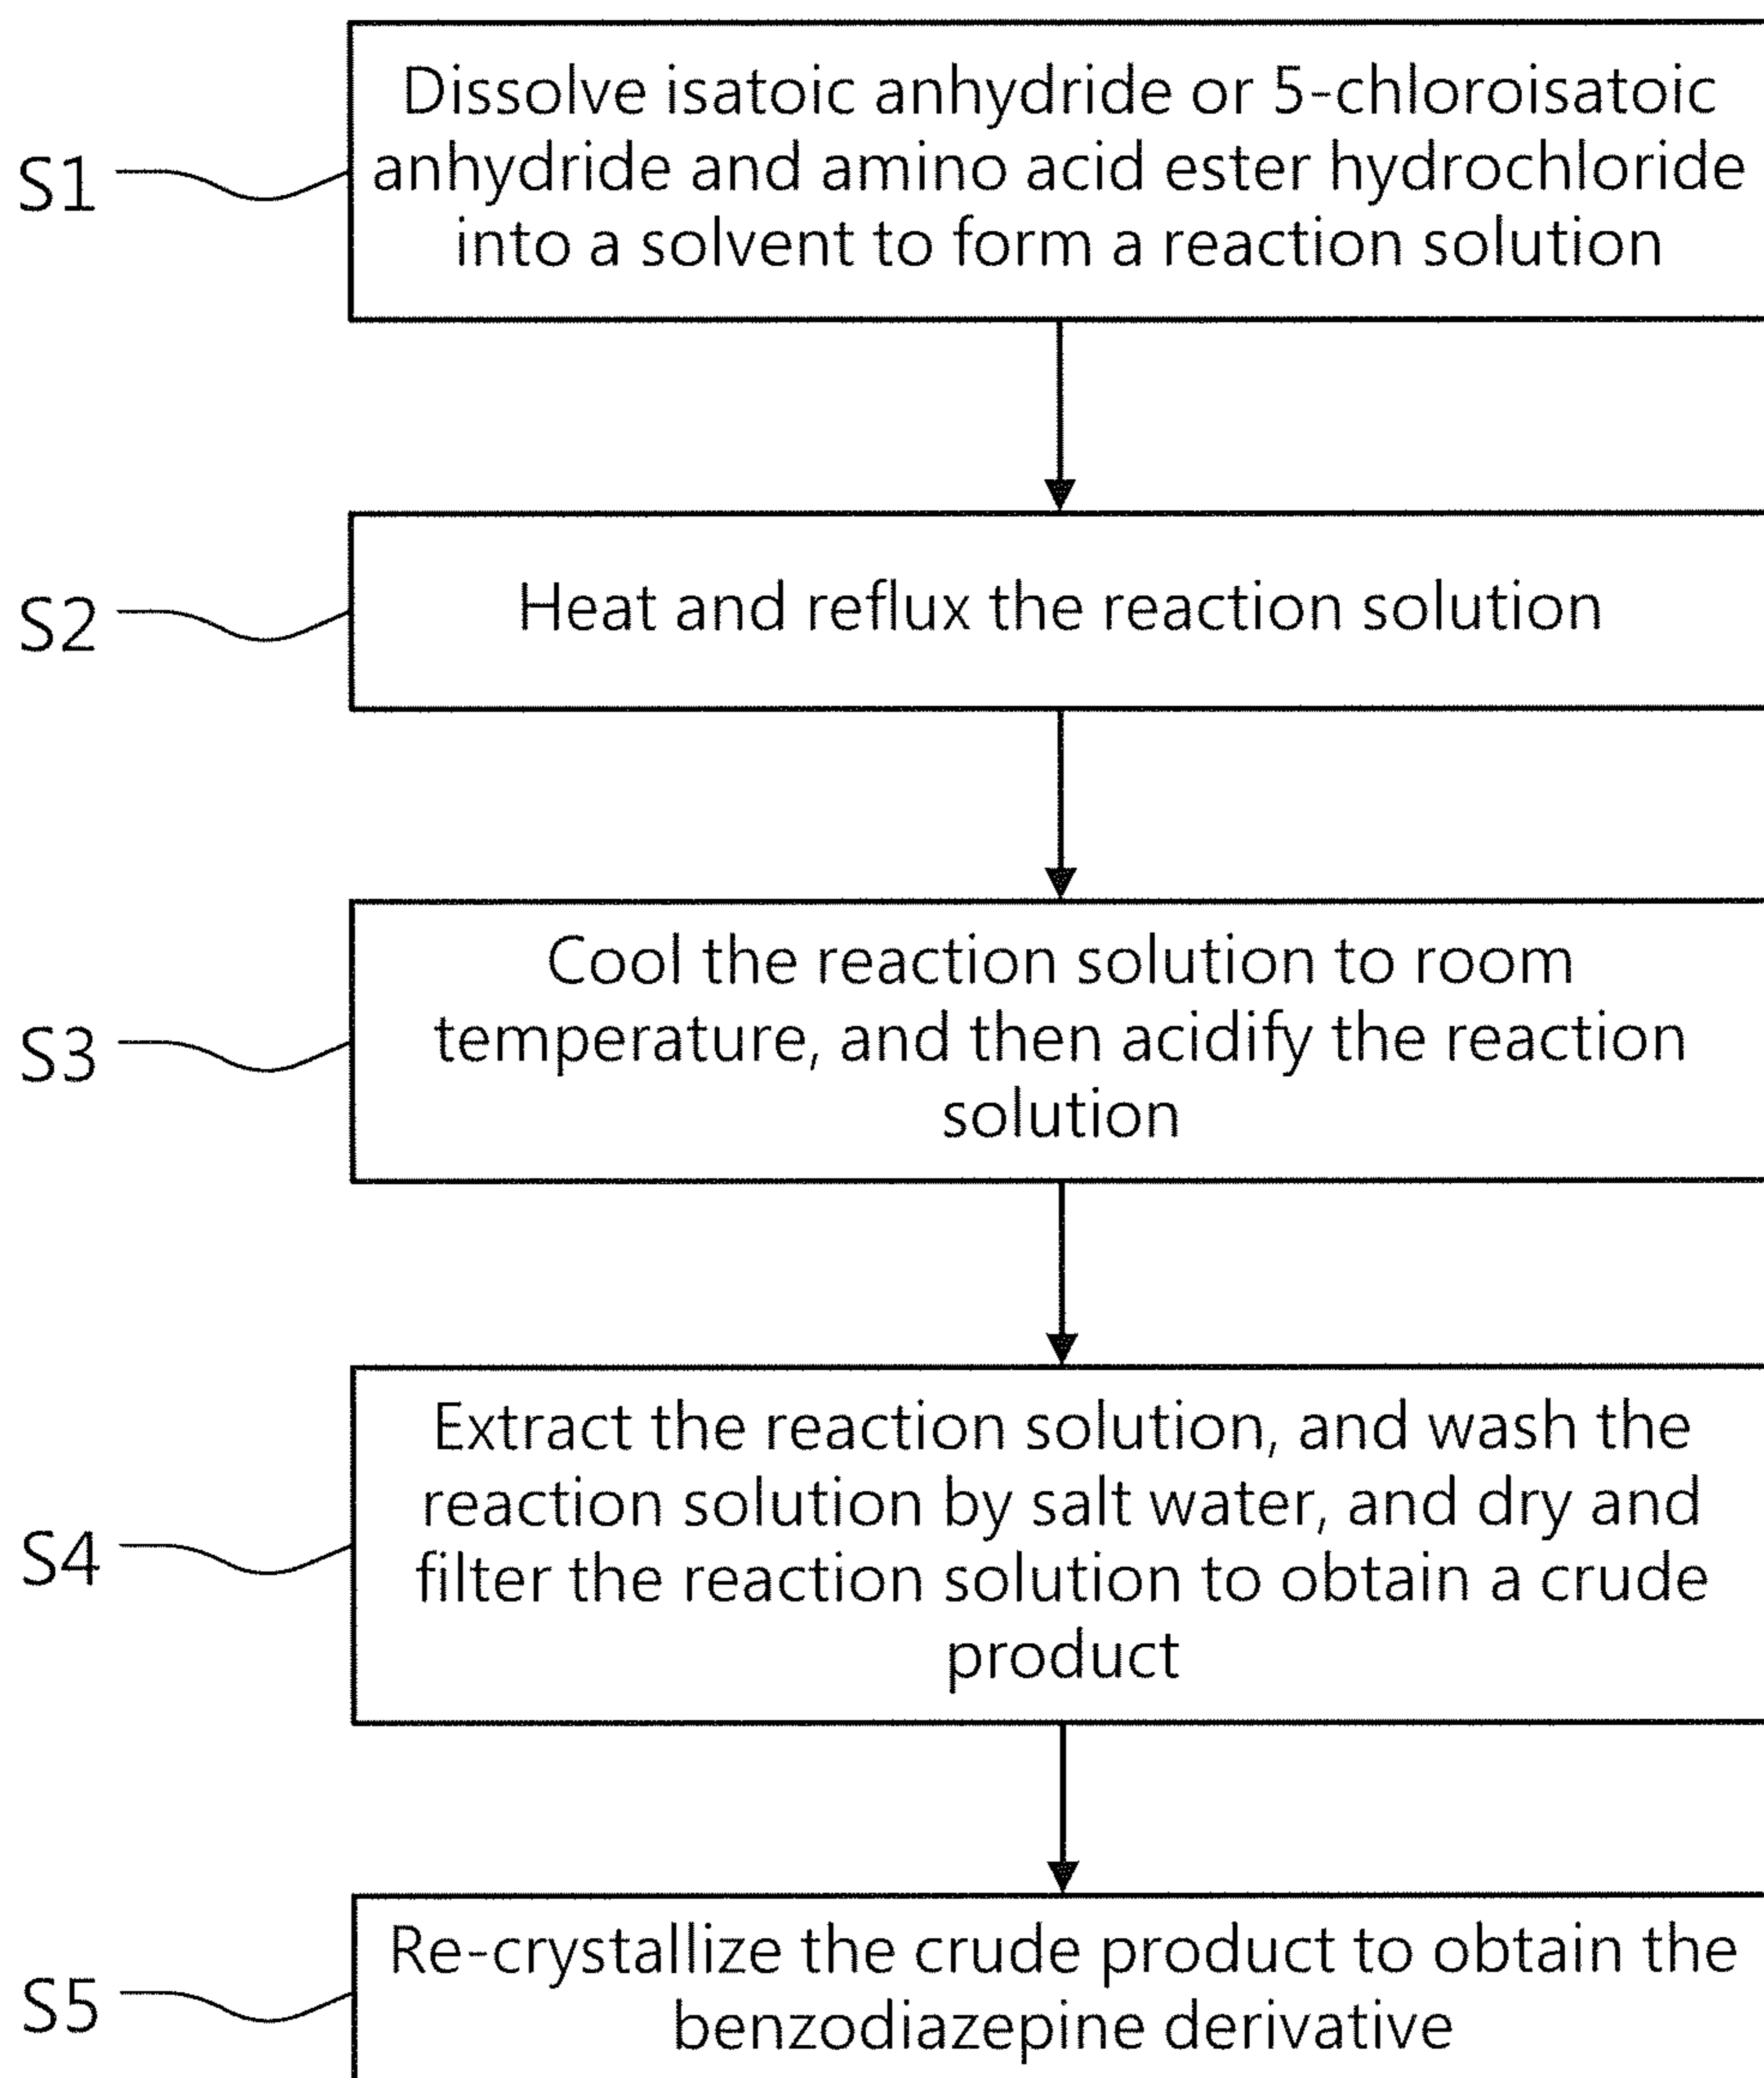 Dissolve isatoic anhydride or 5-chloroisatoic
anhydride and amino acid ester hydrochloride
into a solvent to form a reaction solution
S1
Heat and reflux the reaction solution
S2
Cool the reaction solution to room
temperature, and then acidify the reaction
solution
S3
Extract the reaction solution, and wash the
reaction solution by salt water, and dry and
filter the reaction solution to obtain a crude
product
S4
Re-crystallize the crude product to obtain the
benzodiazepine derivative
S5